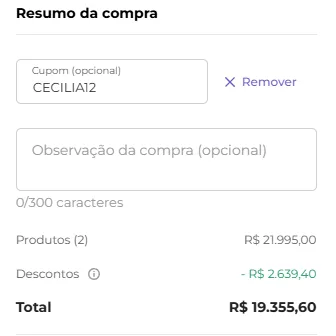 Resumo da compra
Cupom (opcional)
CECILIA12
Remover
Observação da compra (opcional)
0/300 caracteres
Produtos (2) R$ 21.995,00
Descontos - R$ 2.639,40
Total R$ 19.355,60